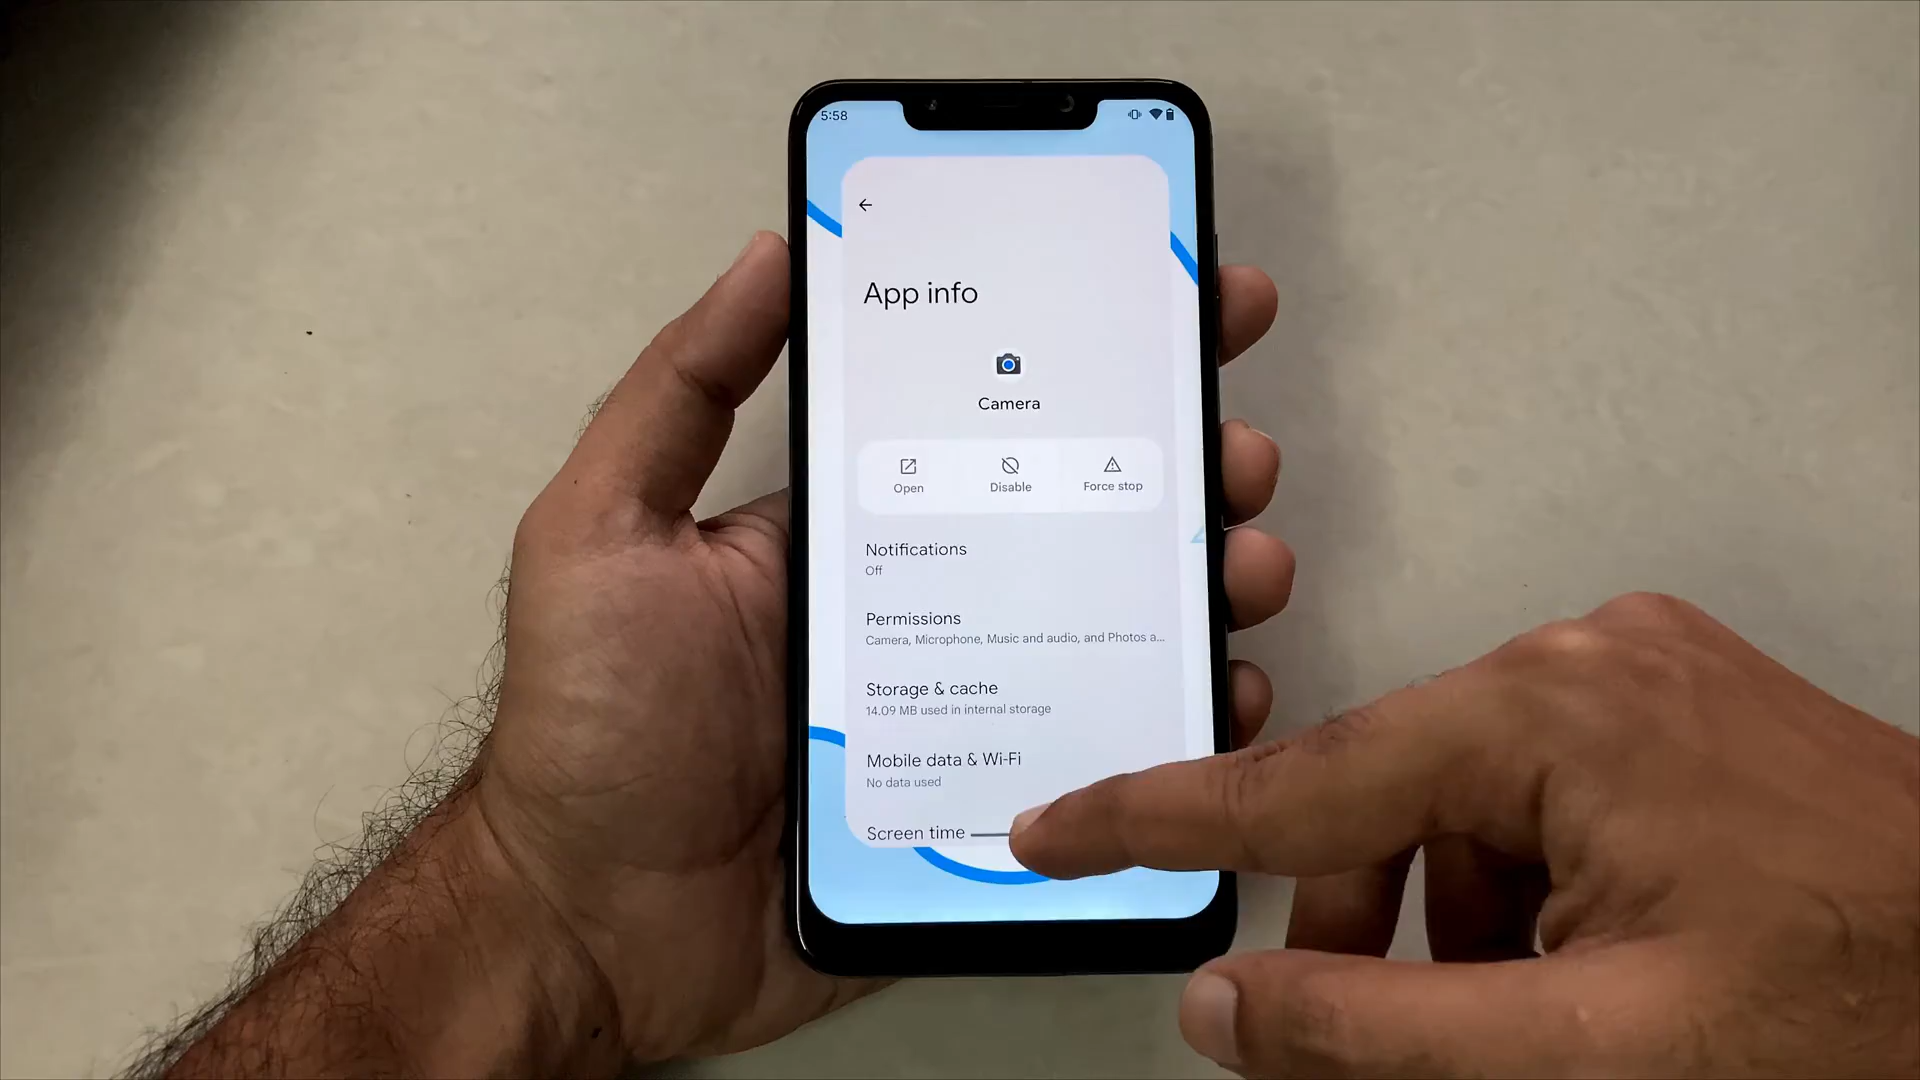 5:58
App info
Camera
Open
Disable
Force stop
Notifications
Off
Permissions
Camera, Microphone, Music and audio, and Photos a...
Storage & cache
14.09 MB used in internal storage
Mobile data & Wi-Fi
No data used
Screen time